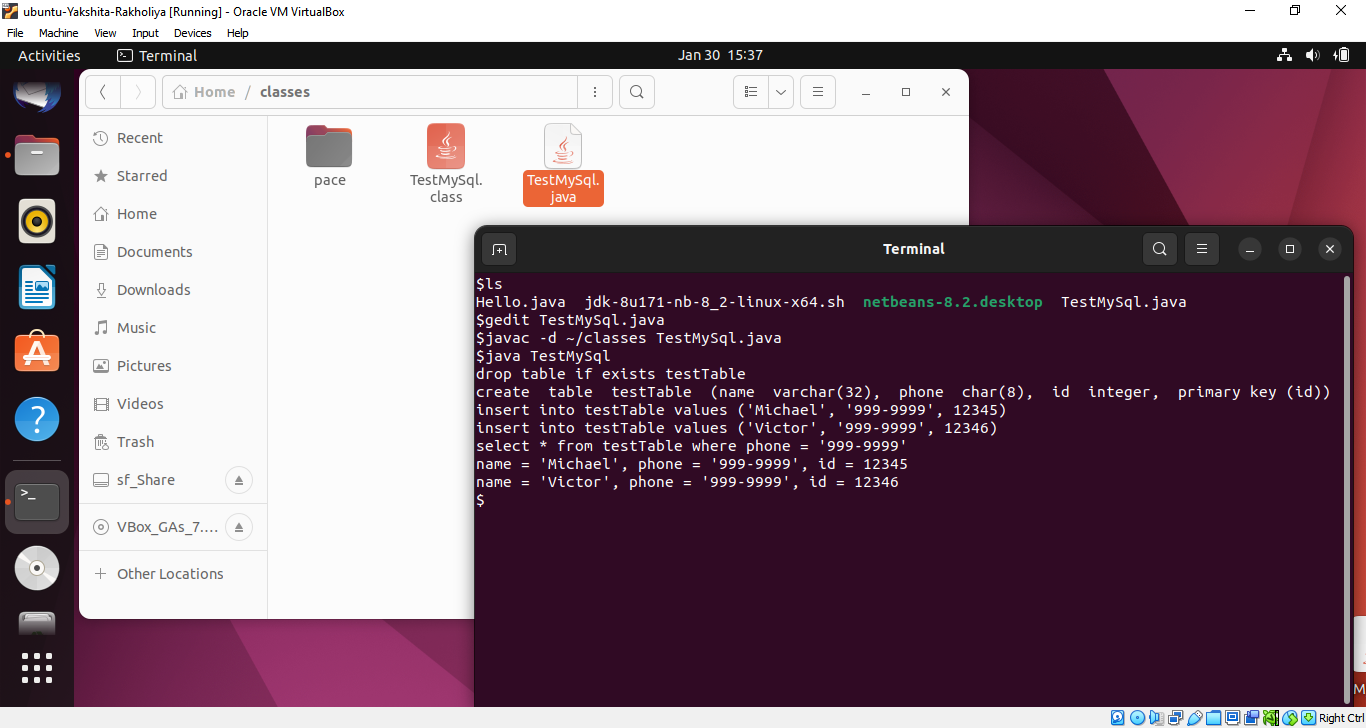 ubuntu-Yakshita-Rakholiya [Running] - Oracle VM VirtualBox
File Machine View Input Devices Help
Activities Terminal Jan 30 15:37
Home / classes
Recent
Starred
Home
Documents
Downloads
Music
Pictures
Videos
Trash
sf_Share
VBox_GAs_7....
Other Locations
pace
TestMySql.
class
TestMySql.
java
Terminal
$ls
Hello.java  jdk-8u171-nb-8_2-linux-x64.sh  netbeans-8.2.desktop  TestMySql.java
$gedit TestMySql.java
$javac -d ~/classes TestMySql.java
$java TestMySql
drop table if exists testTable
create  table  testTable  (name  varchar(32),  phone  char(8),  id  integer,  primary key (id))
insert into testTable values ('Michael', '999-9999', 12345)
insert into testTable values ('Victor', '999-9999', 12346)
select * from testTable where phone = '999-9999'
name = 'Michael', phone = '999-9999', id = 12345
name = 'Victor', phone = '999-9999', id = 12346
$
M
Right Ctrl